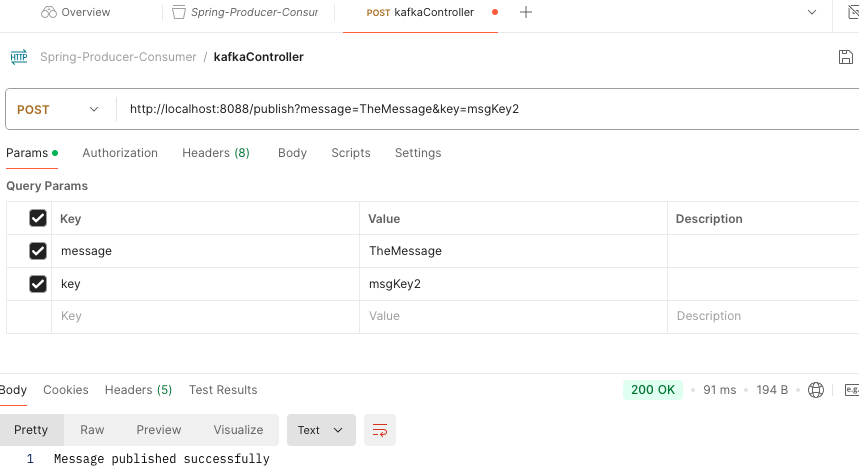 Overview Spring-Producer-Consur POST kafkaController
HTTP Spring-Producer-Consumer / kafkaController
POST http://localhost:8088/publish?message=TheMessage&key=msgKey2
Params Authorization Headers (8) Body Scripts Settings
Query Params
Key Value Description
message TheMessage
key msgKey2
Key Value Description
Body Cookies Headers (5) Test Results 200 OK 91 ms 194 B e.g.
Pretty Raw Preview Visualize Text
1 Message published successfully